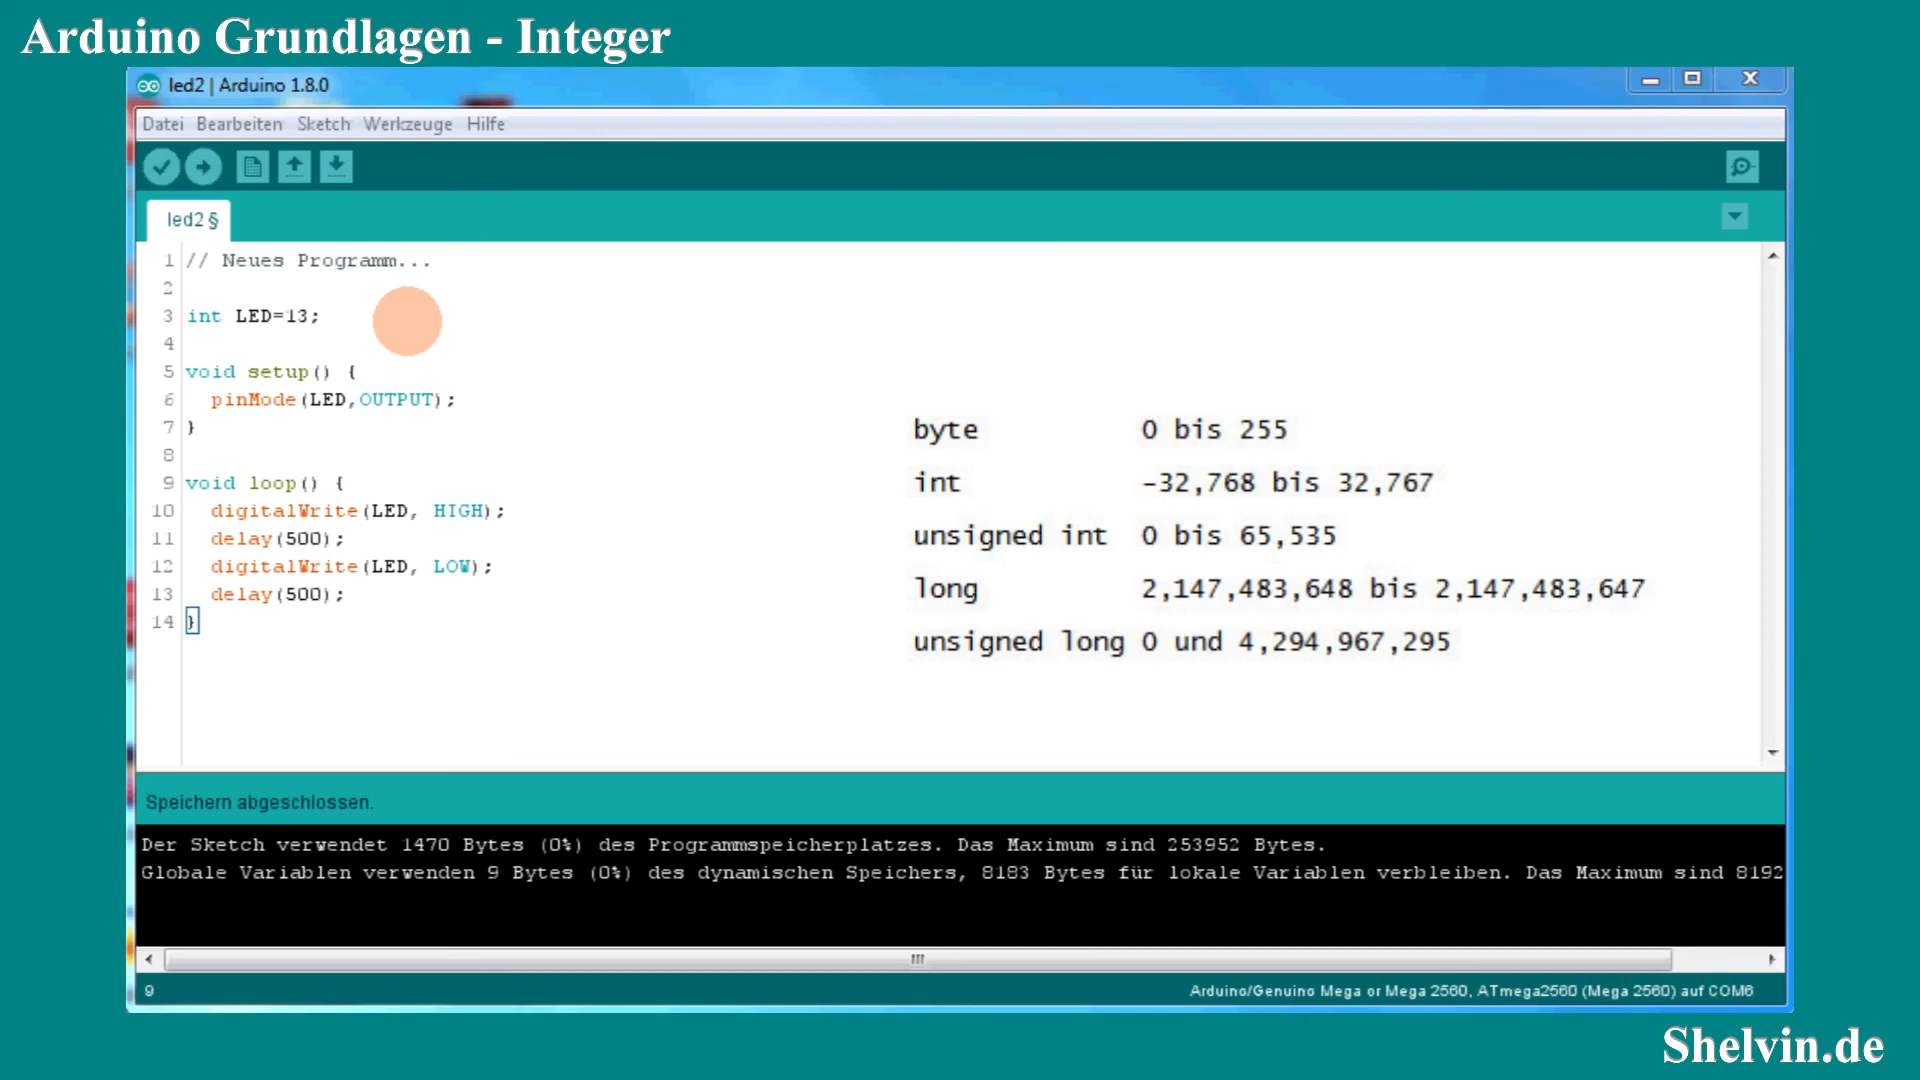 Arduino Grundlagen - Integer
led2 | Arduino 1.8.0
Datei Bearbeiten Sketch Werkzeuge Hilfe
led2 §
1 // Neues Programm...
2
3 int LED=13;
4
5 void setup() {
6 pinMode(LED,OUTPUT);
7 }
8
9 void loop() {
10 digitalWrite(LED, HIGH);
11 delay(500);
12 digitalWrite(LED, LOW);
13 delay(500);
14 }
byte 0 bis 255
int -32,768 bis 32,767
unsigned int 0 bis 65,535
long 2,147,483,648 bis 2,147,483,647
unsigned long 0 und 4,294,967,295
Speichern abgeschlossen.
Der Sketch verwendet 1470 Bytes (0%) des Programmspeicherplatzes. Das Maximum sind 253952 Bytes.
Globale Variablen verwenden 9 Bytes (0%) des dynamischen Speichers, 8183 Bytes für lokale Variablen verbleiben. Das Maximum sind 8192
9
Arduino/Genuino Mega or Mega 2560, ATmega2560 (Mega 2560) auf COM6
Shelvin.de